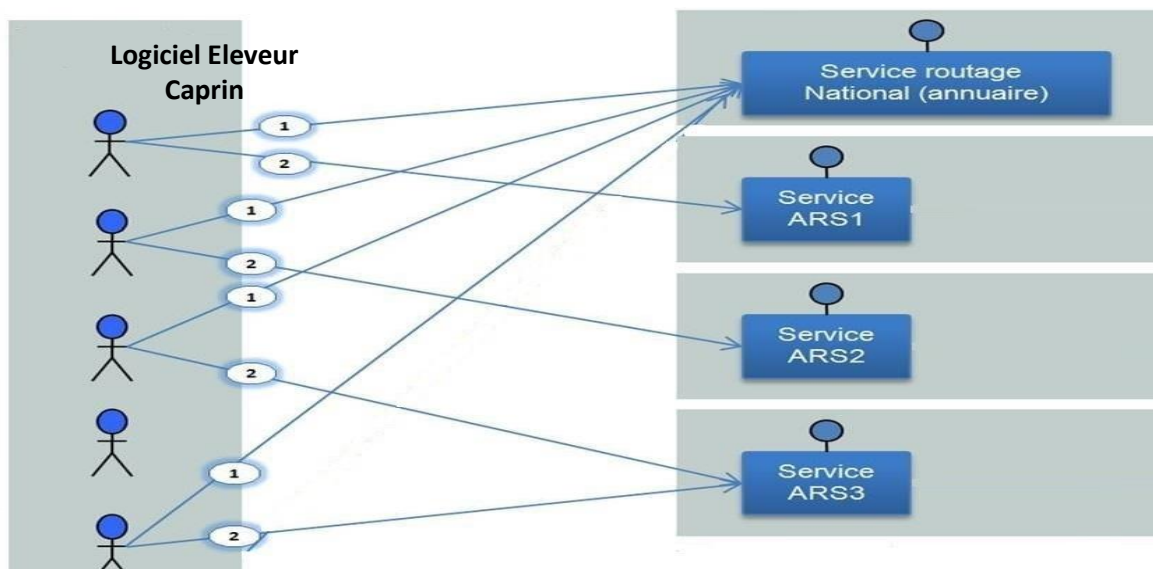 Logiciel Eleveur
Caprin
Service routage
National (annuaire)
1
2
Service
ARS1
1
2
1
Service
ARS2
2
1
Service
ARS3
2